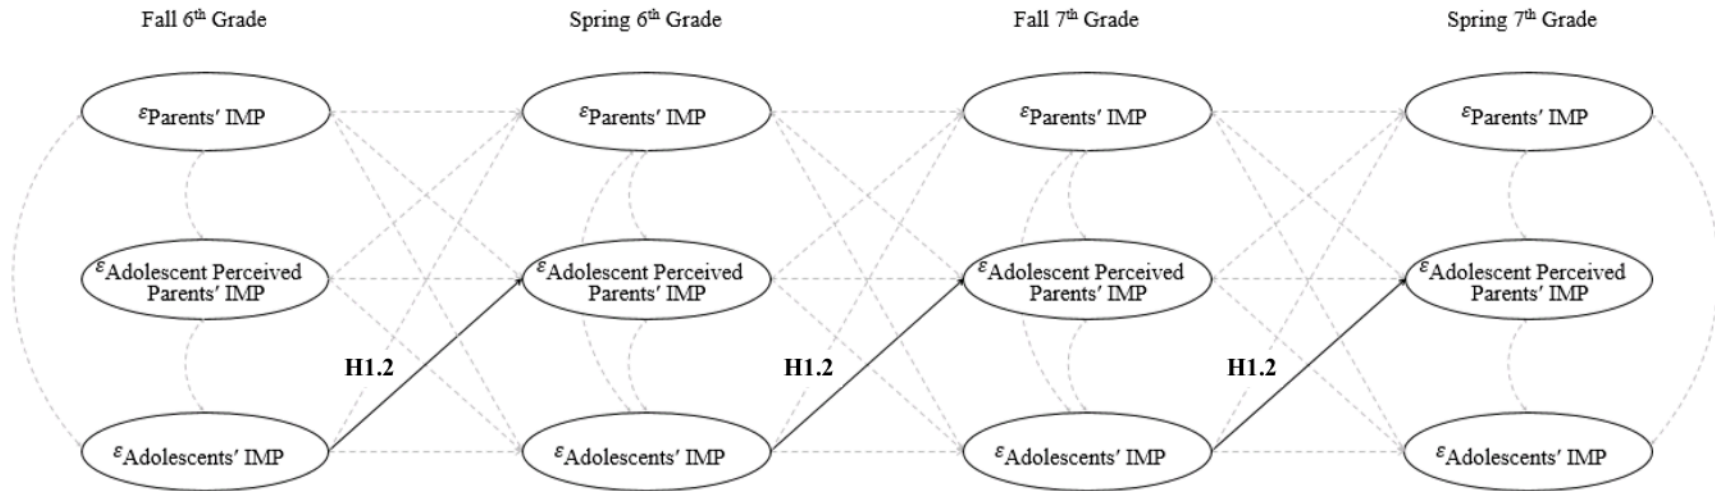 Fall 6th Grade
Spring 6th Grade
Fall 7th Grade
Spring 7th Grade
εParents′ IMP
εParents′ IMP
εParents′ IMP
εParents′ IMP
εAdolescent Perceived
Parents′ IMP
εAdolescent Perceived
Parents′ IMP
εAdolescent Perceived
Parents′ IMP
εAdolescent Perceived
Parents′ IMP
H1.2
H1.2
H1.2
εAdolescents′ IMP
εAdolescents′ IMP
εAdolescents′ IMP
εAdolescents′ IMP